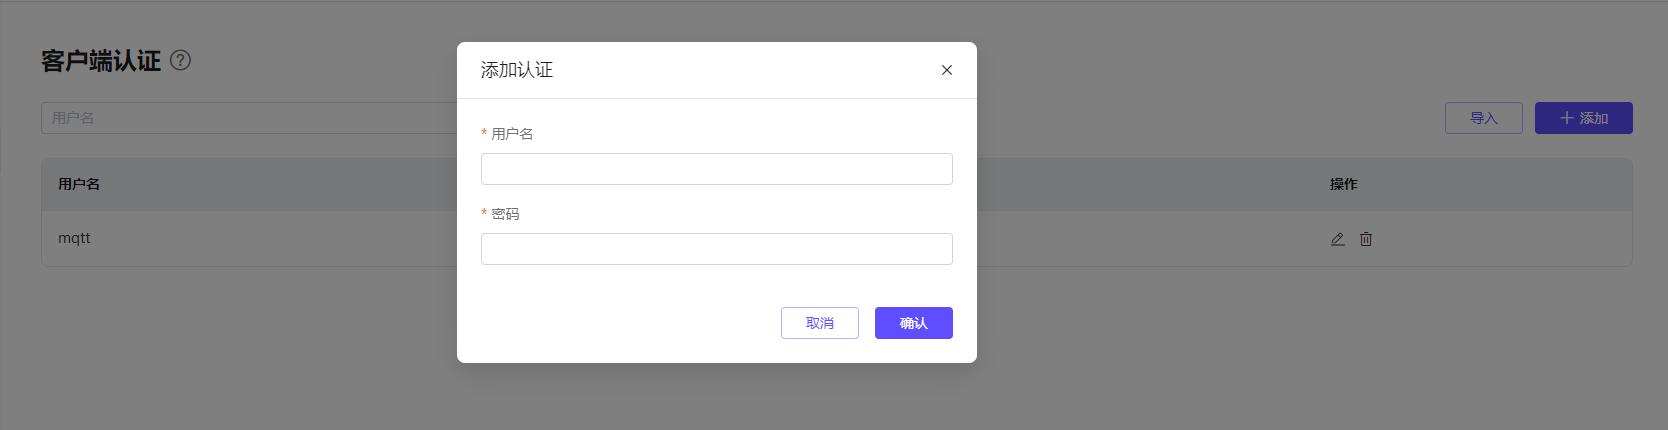 客户端认证 ?
用户名
导入
添加
用户名
操作
mqtt
添加认证
* 用户名
* 密码
取消
确认